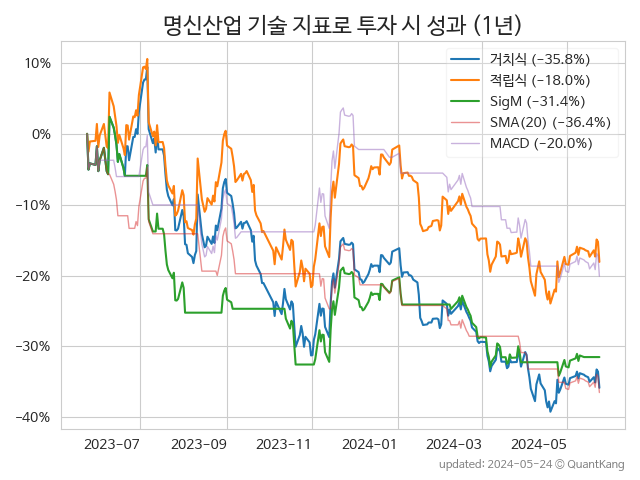 명신산업 기술 지표로 투자 시 성과 (1년)
거치식 (−35.8%)
적립식 (−18.0%)
SigM (−31.4%)
SMA(20) (−36.4%)
MACD (−20.0%)
10%
0%
−10%
−20%
−30%
−40%
2023-07 2023-09 2023-11 2024-01 2024-03 2024-05
updated: 2024-05-24 © QuantKang